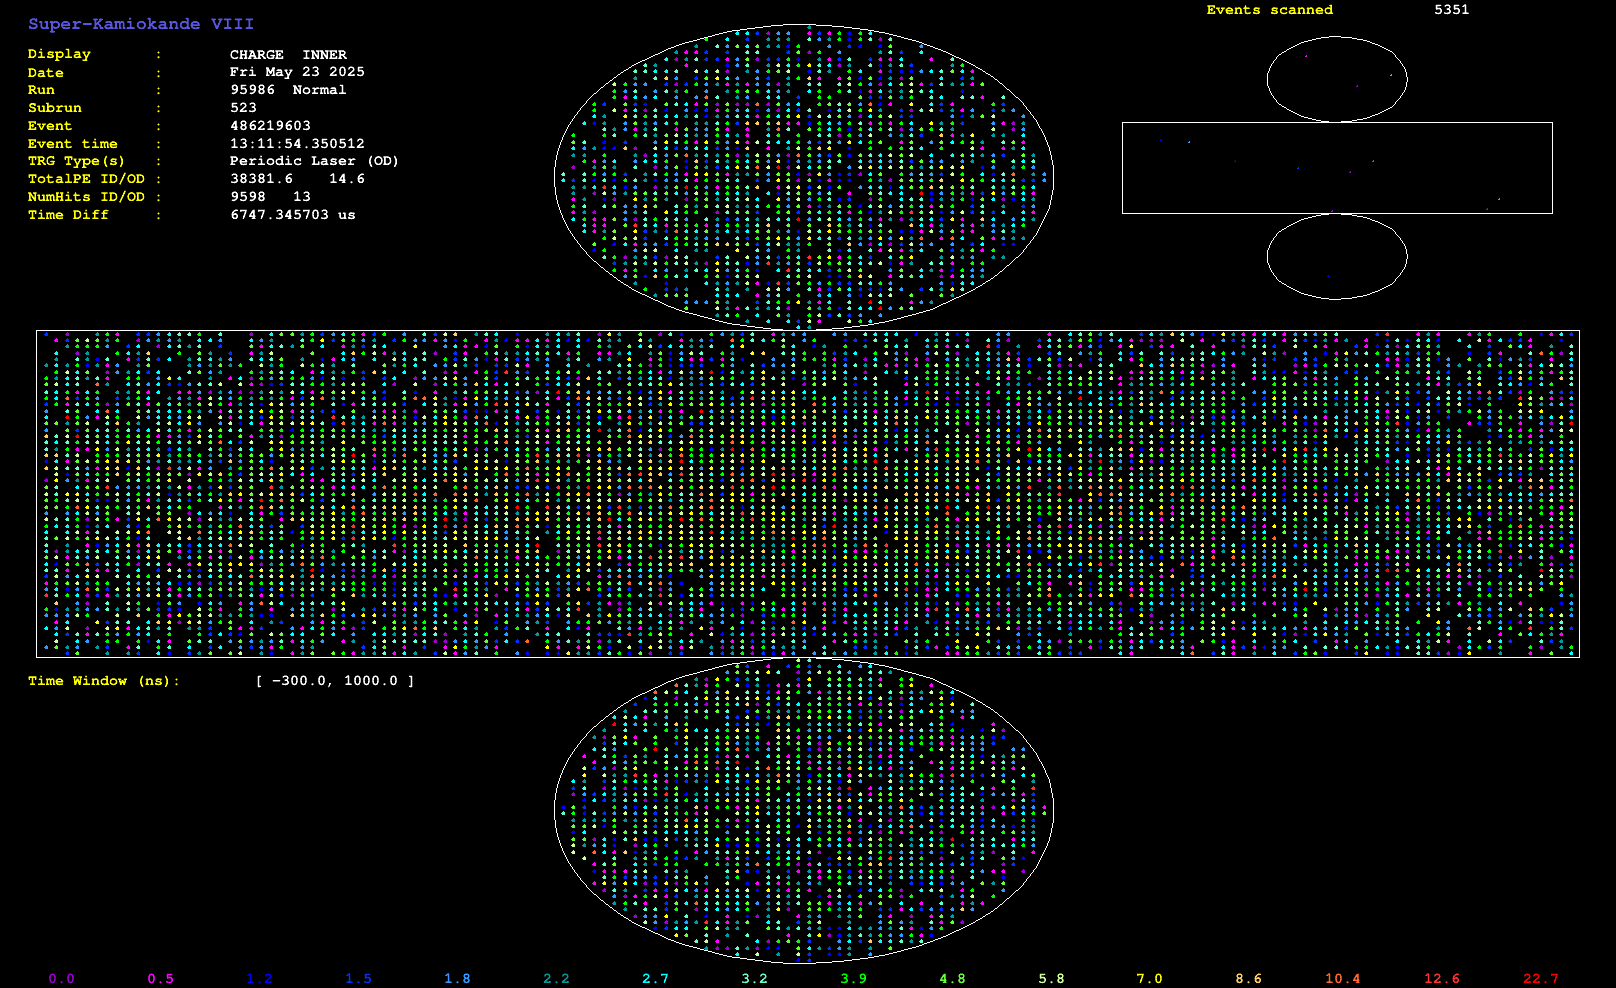 Super-Kamiokande VIII
Events scanned 5351
Display : CHARGE INNER
Date : Fri May 23 2025
Run : 95986 Normal
Subrun : 523
Event : 486219603
Event time : 13:11:54.350512
TRG Type(s) : Periodic Laser (OD)
TotalPE ID/OD : 38381.6 14.6
NumHits ID/OD : 9598 13
Time Diff : 6747.345703 us
Time Window (ns): [ -300.0, 1000.0 ]
0.0 0.5 1.2 1.5 1.8 2.2 2.7 3.2 3.9 4.8 5.8 7.0 8.6 10.4 12.6 22.7